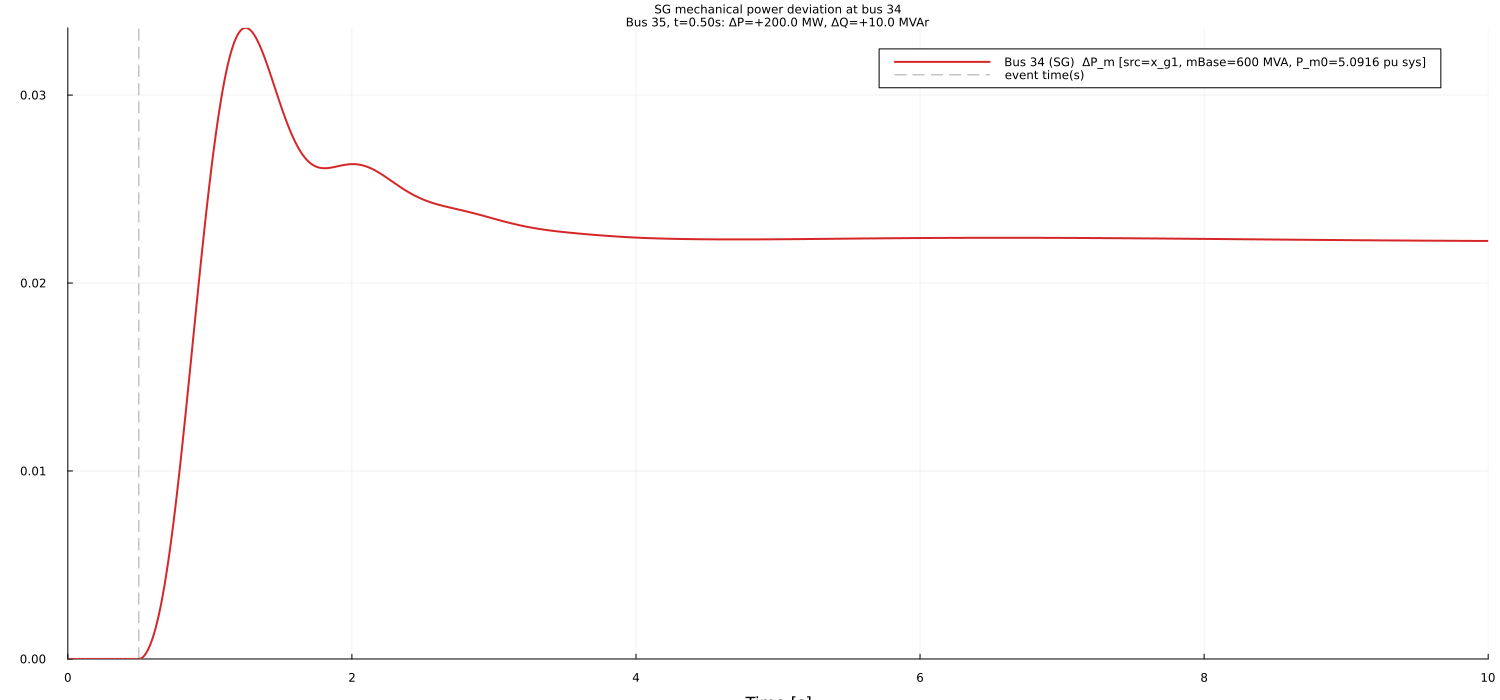 SG mechanical power deviation at bus 34
Bus 35, t=0.50s: ΔP=+200.0 MW, ΔQ=+10.0 MVAr
Bus 34 (SG)  ΔP_m [src=x_g1, mBase=600 MVA, P_m0=5.0916 pu sys]
event time(s)
0.03
0.02
0.01
0.00
0
2
4
6
8
10
Time [s]